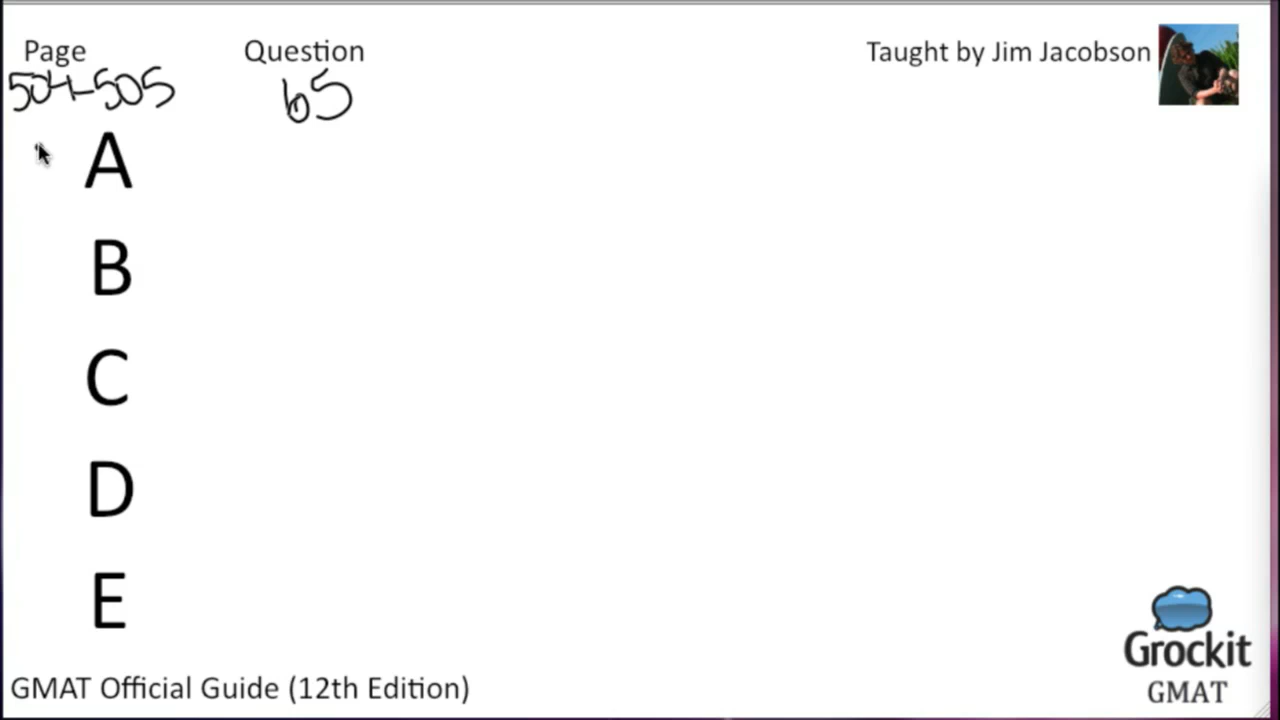 Page Question Taught by Jim Jacobson
504-505 65
A
B
C
D
E
Grockit
GMAT
GMAT Official Guide (12th Edition)